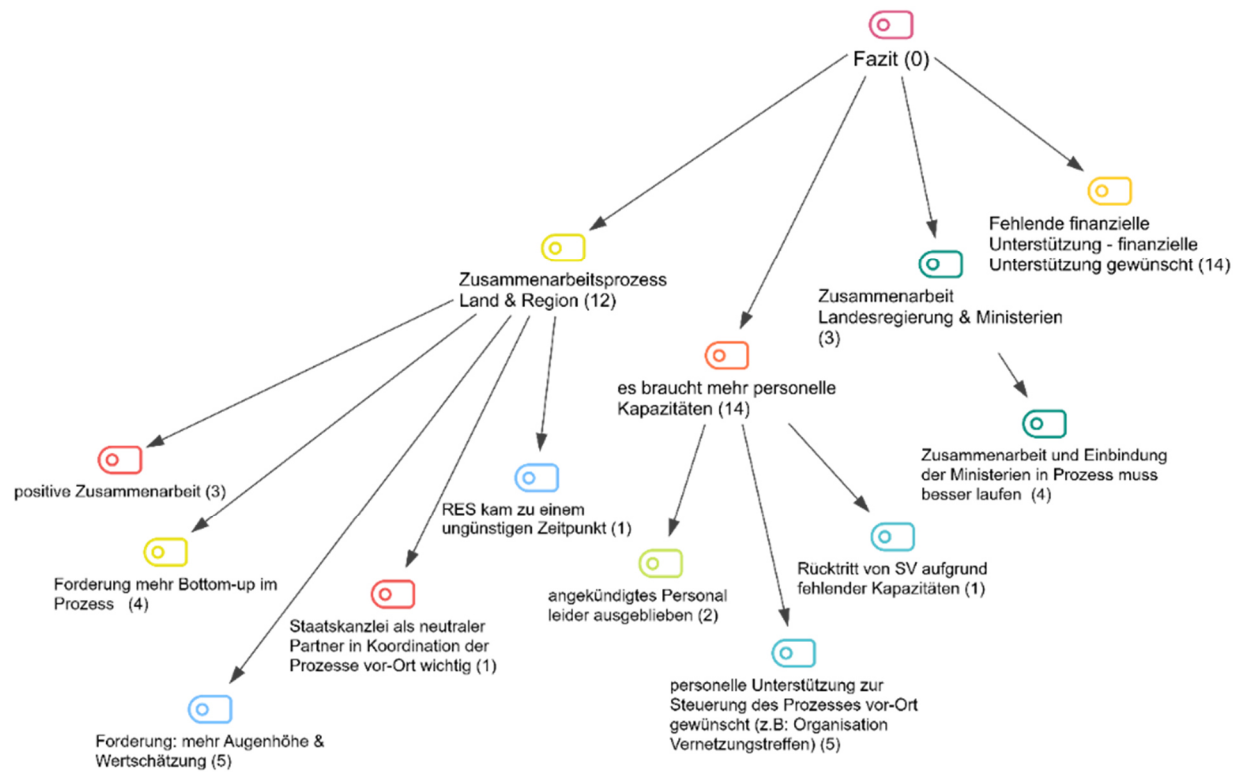 Fazit (0)
Fehlende finanzielle
Unterstützung - finanzielle
Unterstützung gewünscht (14)
Zusammenarbeitsprozess
Land & Region (12)
Zusammenarbeit
Landesregierung & Ministerien
(3)
es braucht mehr personelle
Kapazitäten (14)
Zusammenarbeit und Einbindung
der Ministerien in Prozess muss
besser laufen (4)
positive Zusammenarbeit (3)
RES kam zu einem
ungünstigen Zeitpunkt (1)
Rücktritt von SV aufgrund
fehlender Kapazitäten (1)
Forderung mehr Bottom-up im
Prozess (4)
angekündigtes Personal
leider ausgeblieben (2)
Staatskanzlei als neutraler
Partner in Koordination der
Prozesse vor-Ort wichtig (1)
personelle Unterstützung zur
Steuerung des Prozesses vor-Ort
gewünscht (z.B: Organisation
Vernetzungstreffen) (5)
Forderung: mehr Augenhöhe &
Wertschätzung (5)